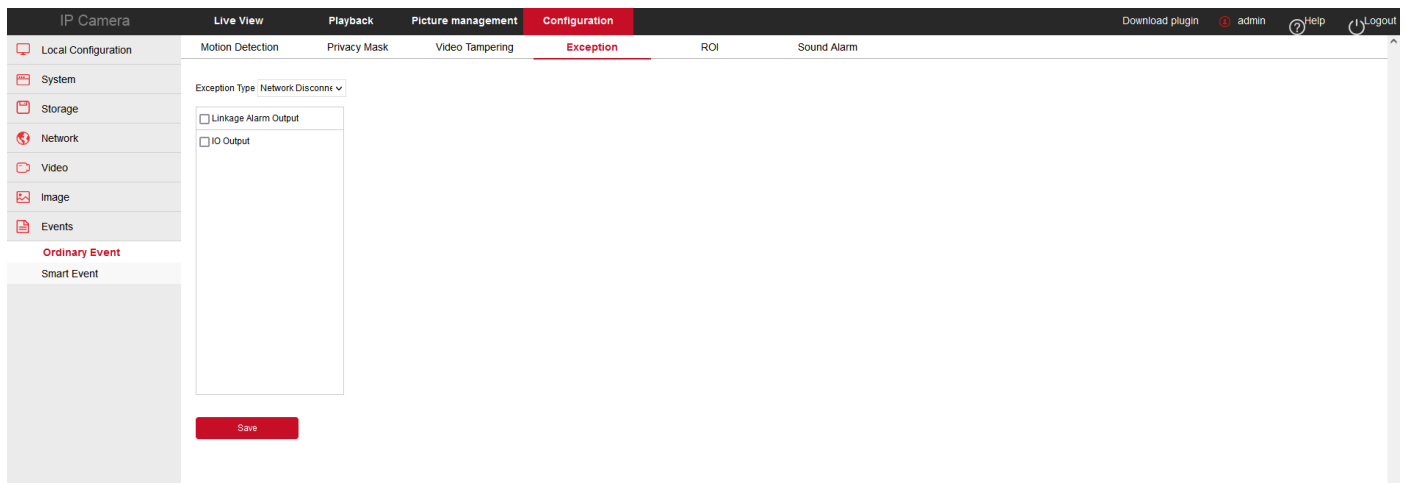 IP Camera Live View Playback Picture management Configuration Download plugin admin Help Logout
Local Configuration
System
Storage
Network
Video
Image
Events
Ordinary Event
Smart Event
Motion Detection Privacy Mask Video Tampering Exception ROI Sound Alarm
Exception Type Network Disconne
Linkage Alarm Output
IO Output
Save